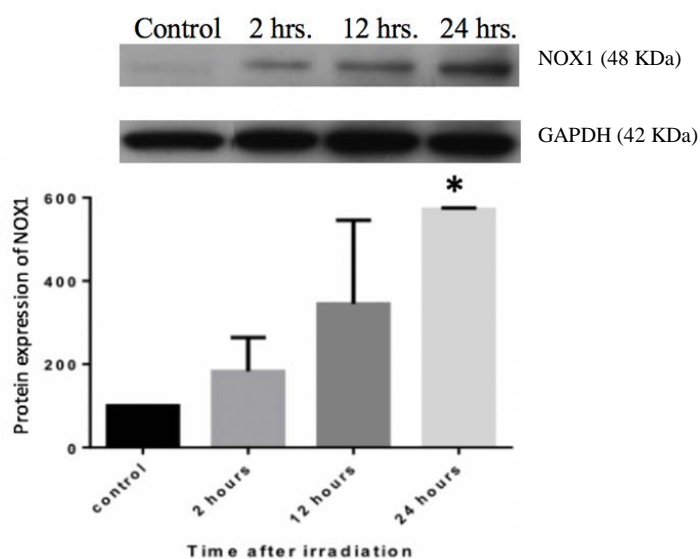 Control 2 hrs. 12 hrs. 24 hrs.
NOX1 (48 KDa)
GAPDH (42 KDa)
*
Protein expression of NOX1
600
400
200
0
control
2 hours
12 hours
24 hours
Time after irradiation